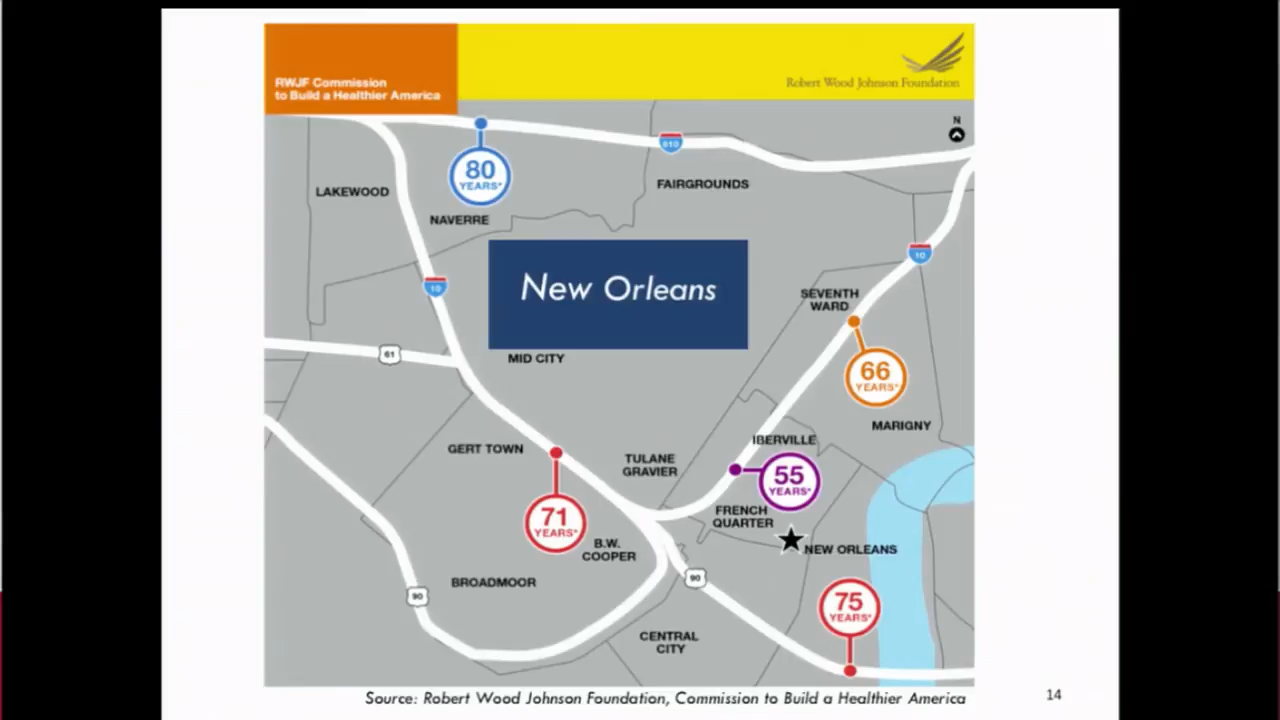 RWJF Commission
to Build a Healthier America
Robert Wood Johnson Foundation
N
610
80
YEARS*
LAKEWOOD
FAIRGROUNDS
NAVERRE
10
10
New Orleans
SEVENTH
WARD
61
MID CITY
66
YEARS*
MARIGNY
IBERVILLE
GERT TOWN
TULANE
GRAVIER
55
YEARS*
71
YEARS*
FRENCH
QUARTER
B.W.
COOPER
NEW ORLEANS
BROADMOOR
90
90
75
YEARS*
CENTRAL
CITY
Source: Robert Wood Johnson Foundation, Commission to Build a Healthier America
14